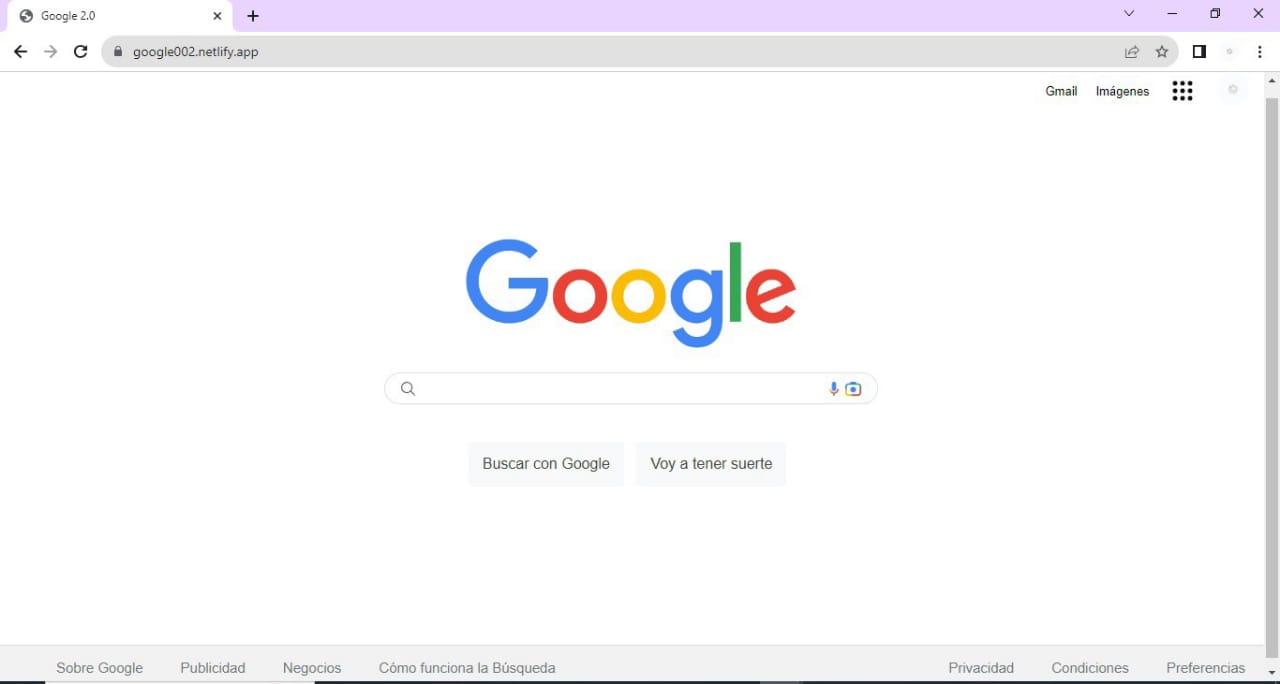 Google 2.0
google002.netlify.app
Gmail Imágenes
Google
Buscar con Google Voy a tener suerte
Sobre Google Publicidad Negocios Cómo funciona la Búsqueda Privacidad Condiciones Preferencias